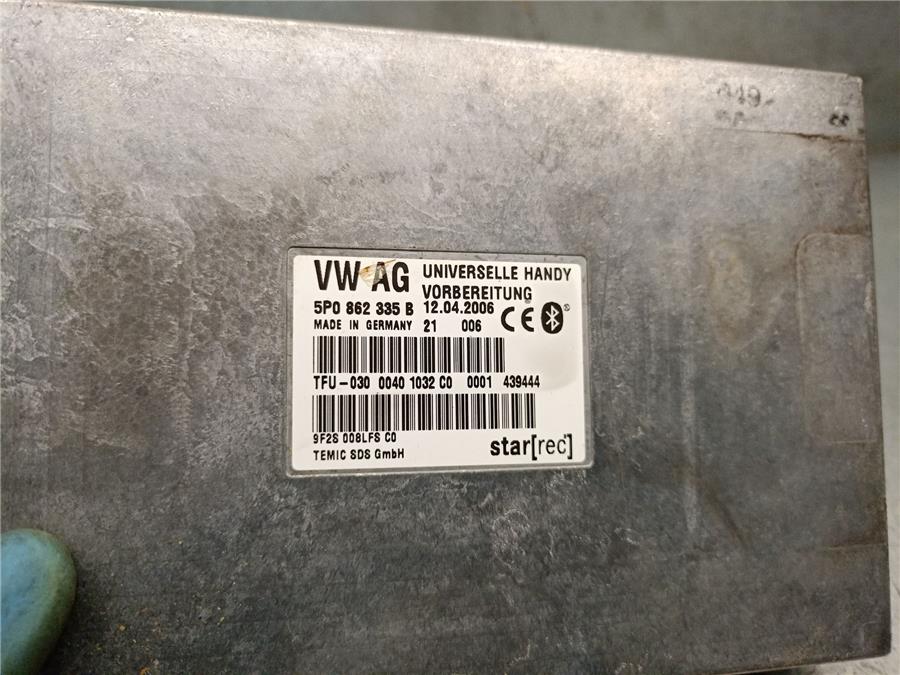 VW AG UNIVERSELLE HANDY
VORBEREITUNG
5P0 862 335 B 12.04.2006
MADE IN GERMANY 21 006 CE
TFU-030 0040 1032 C0 0001 439444
9F2S 008LFS C0
TEMIC SDS GmbH
star[rec]